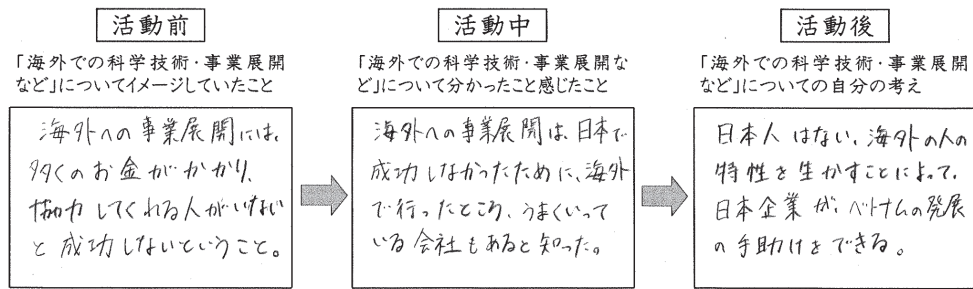 活動前
「海外での科学技術・事業展開
など」についてイメージしていたこと
海外への事業展開には、
多くのお金がかかり、
協力してくれる人がいない
と成功しないということ。
活動中
「海外での科学技術・事業展開な
ど」について分かったこと感じたこと
海外への事業展開は、日本で
成功しなかったために、海外
で行ったところ、うまくいって
いる会社もあると知った。
活動後
「海外での科学技術・事業展開
など」についての自分の考え
日本人はない、海外の人の
特性を生かすことによって、
日本企業が、ベトナムの発展
の手助けをできる。